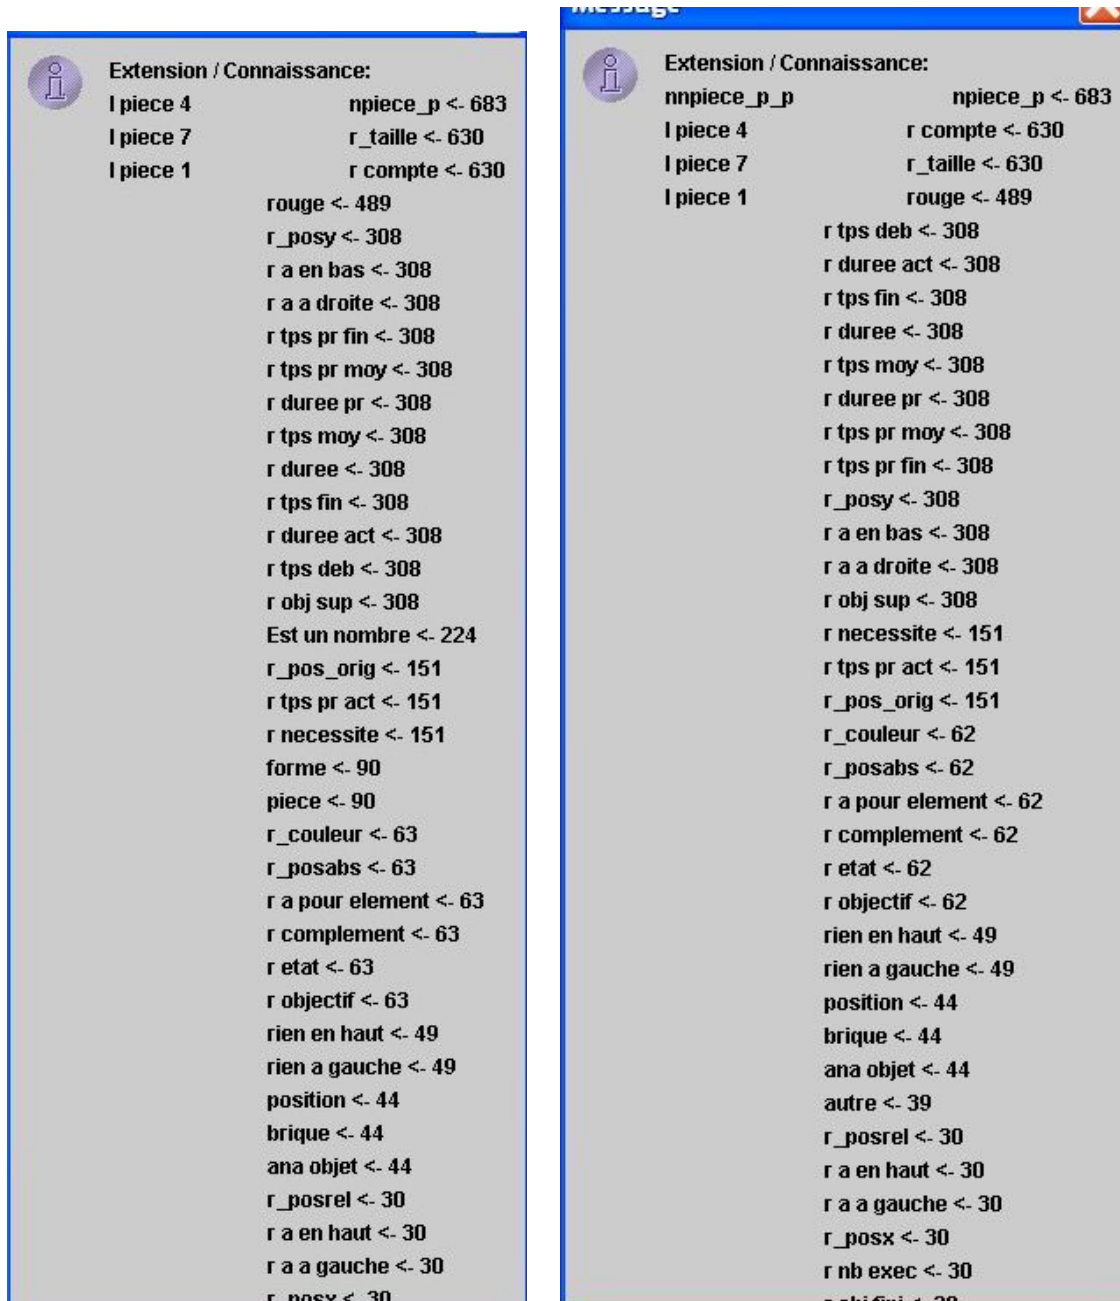 Extension / Connaissance:
l piece 4 npiece_p <- 683
l piece 7 r_taille <- 630
l piece 1 r compte <- 630
rouge <- 489
r_posy <- 308
r a en bas <- 308
r a a droite <- 308
r tps pr fin <- 308
r tps pr moy <- 308
r duree pr <- 308
r tps moy <- 308
r duree <- 308
r tps fin <- 308
r duree act <- 308
r tps deb <- 308
r obj sup <- 308
Est un nombre <- 224
r_pos_orig <- 151
r tps pr act <- 151
r necessite <- 151
forme <- 90
piece <- 90
r_couleur <- 63
r_posabs <- 63
r a pour element <- 63
r complement <- 63
r etat <- 63
r objectif <- 63
rien en haut <- 49
rien a gauche <- 49
position <- 44
brique <- 44
ana objet <- 44
r_posrel <- 30
r a en haut <- 30
r a a gauche <- 30
r_posx <- 30
Message
Extension / Connaissance:
nnpiece_p_p npiece_p <- 683
l piece 4 r compte <- 630
l piece 7 r_taille <- 630
l piece 1 rouge <- 489
r tps deb <- 308
r duree act <- 308
r tps fin <- 308
r duree <- 308
r tps moy <- 308
r duree pr <- 308
r tps pr moy <- 308
r tps pr fin <- 308
r_posy <- 308
r a en bas <- 308
r a a droite <- 308
r obj sup <- 308
r necessite <- 151
r tps pr act <- 151
r_pos_orig <- 151
r_couleur <- 62
r_posabs <- 62
r a pour element <- 62
r complement <- 62
r etat <- 62
r objectif <- 62
rien en haut <- 49
rien a gauche <- 49
position <- 44
brique <- 44
ana objet <- 44
autre <- 39
r_posrel <- 30
r a en haut <- 30
r a a gauche <- 30
r_posx <- 30
r nb exec <- 30